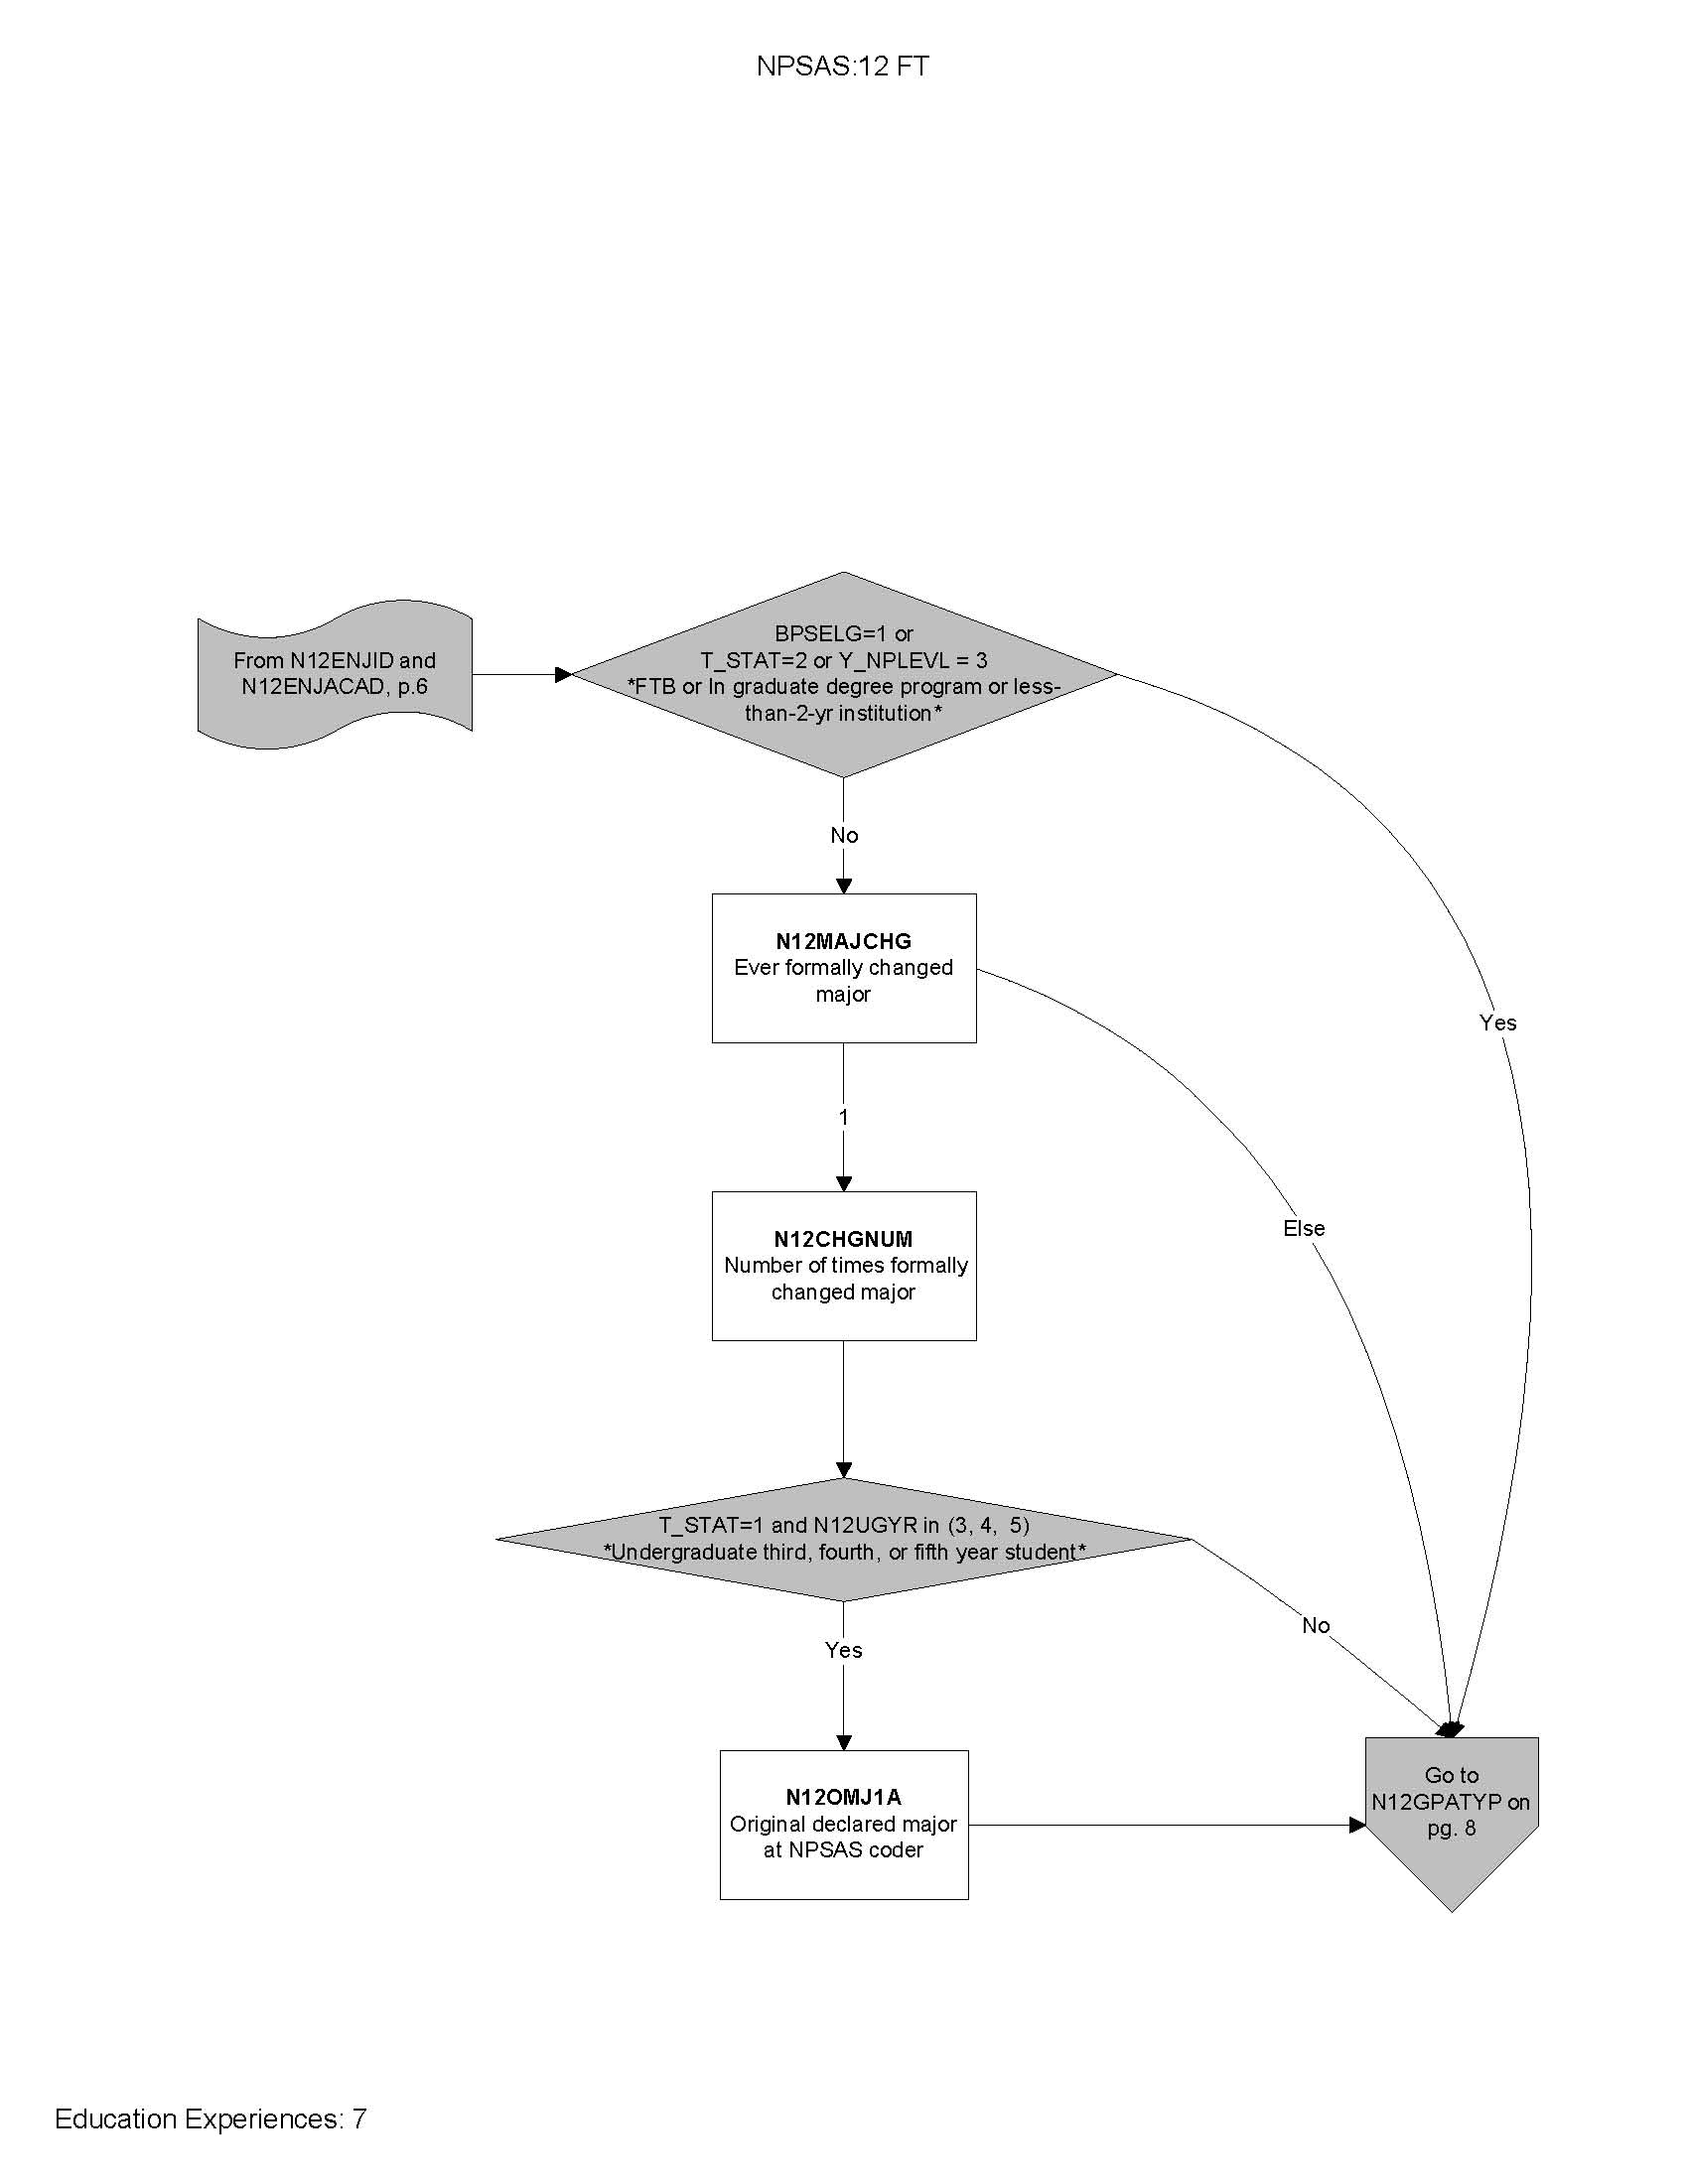 NPSAS:12 FT
From N12ENJID and
N12ENJACAD, p.6
BPSELG=1 or
T_STAT=2 or Y_NPLEVL = 3
*FTB or In graduate degree program or less-
than-2-yr institution*
No
Yes
N12MAJCHG
Ever formally changed
major
1
Else
N12CHGNUM
Number of times formally
changed major
T_STAT=1 and N12UGYR in (3, 4,  5)
*Undergraduate third, fourth, or fifth year student*
No
Yes
N12OMJ1A
Original declared major
at NPSAS coder
Go to
N12GPATYP on
pg. 8
Education Experiences: 7